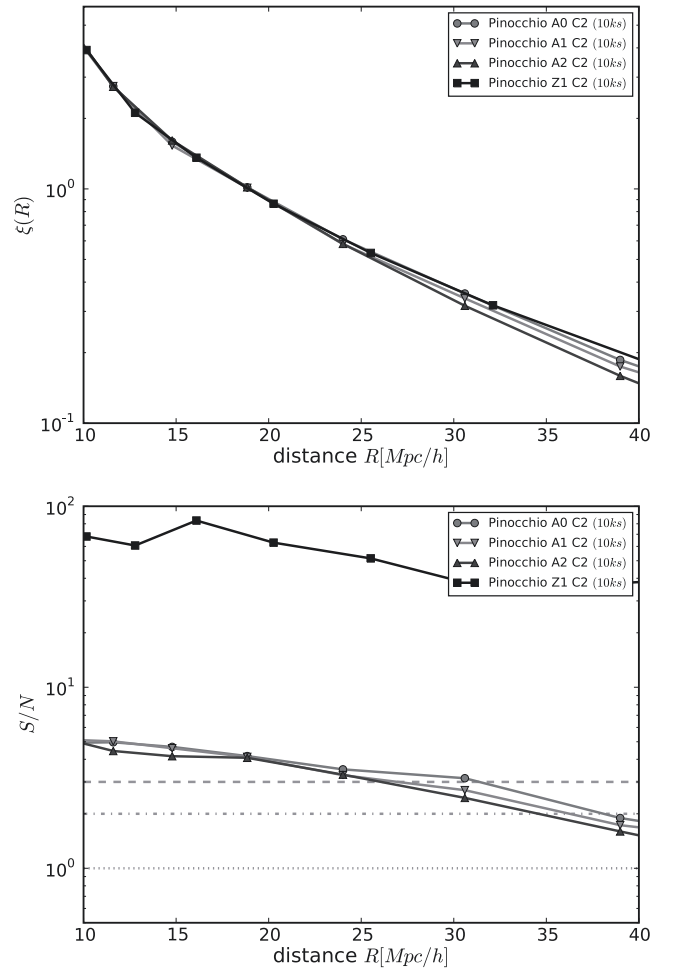 Pinocchio A0 C2 (10ks)
Pinocchio A1 C2 (10ks)
Pinocchio A2 C2 (10ks)
Pinocchio Z1 C2 (10ks)
10⁰
10⁻¹
ξ(R)
10 15 20 25 30 35 40
distance R[Mpc/h]
10²
Pinocchio A0 C2 (10ks)
Pinocchio A1 C2 (10ks)
Pinocchio A2 C2 (10ks)
Pinocchio Z1 C2 (10ks)
10¹
S/N
10⁰
10 15 20 25 30 35 40
distance R[Mpc/h]